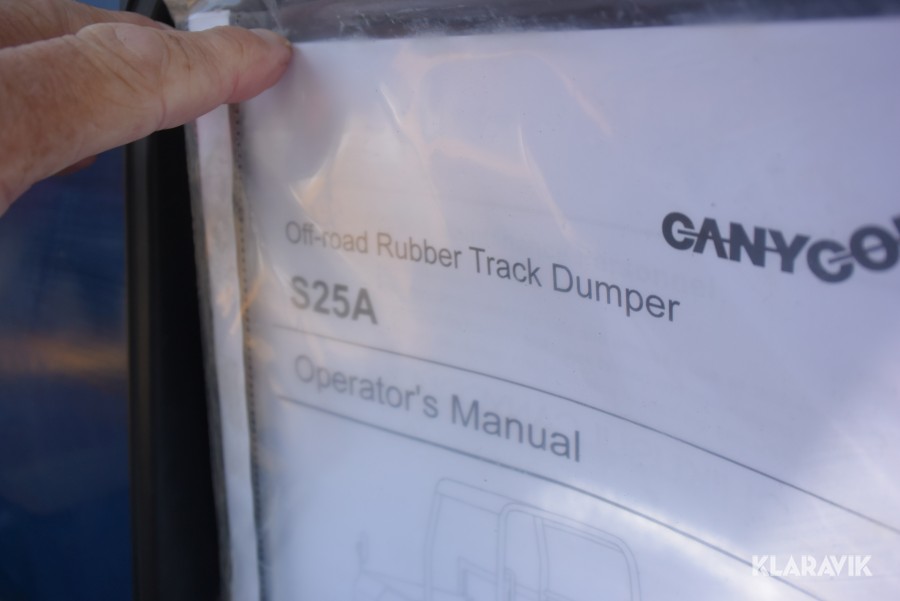 CANYCO
Off-road Rubber Track Dumper
S25A
Operator's Manual
KLARAVIK